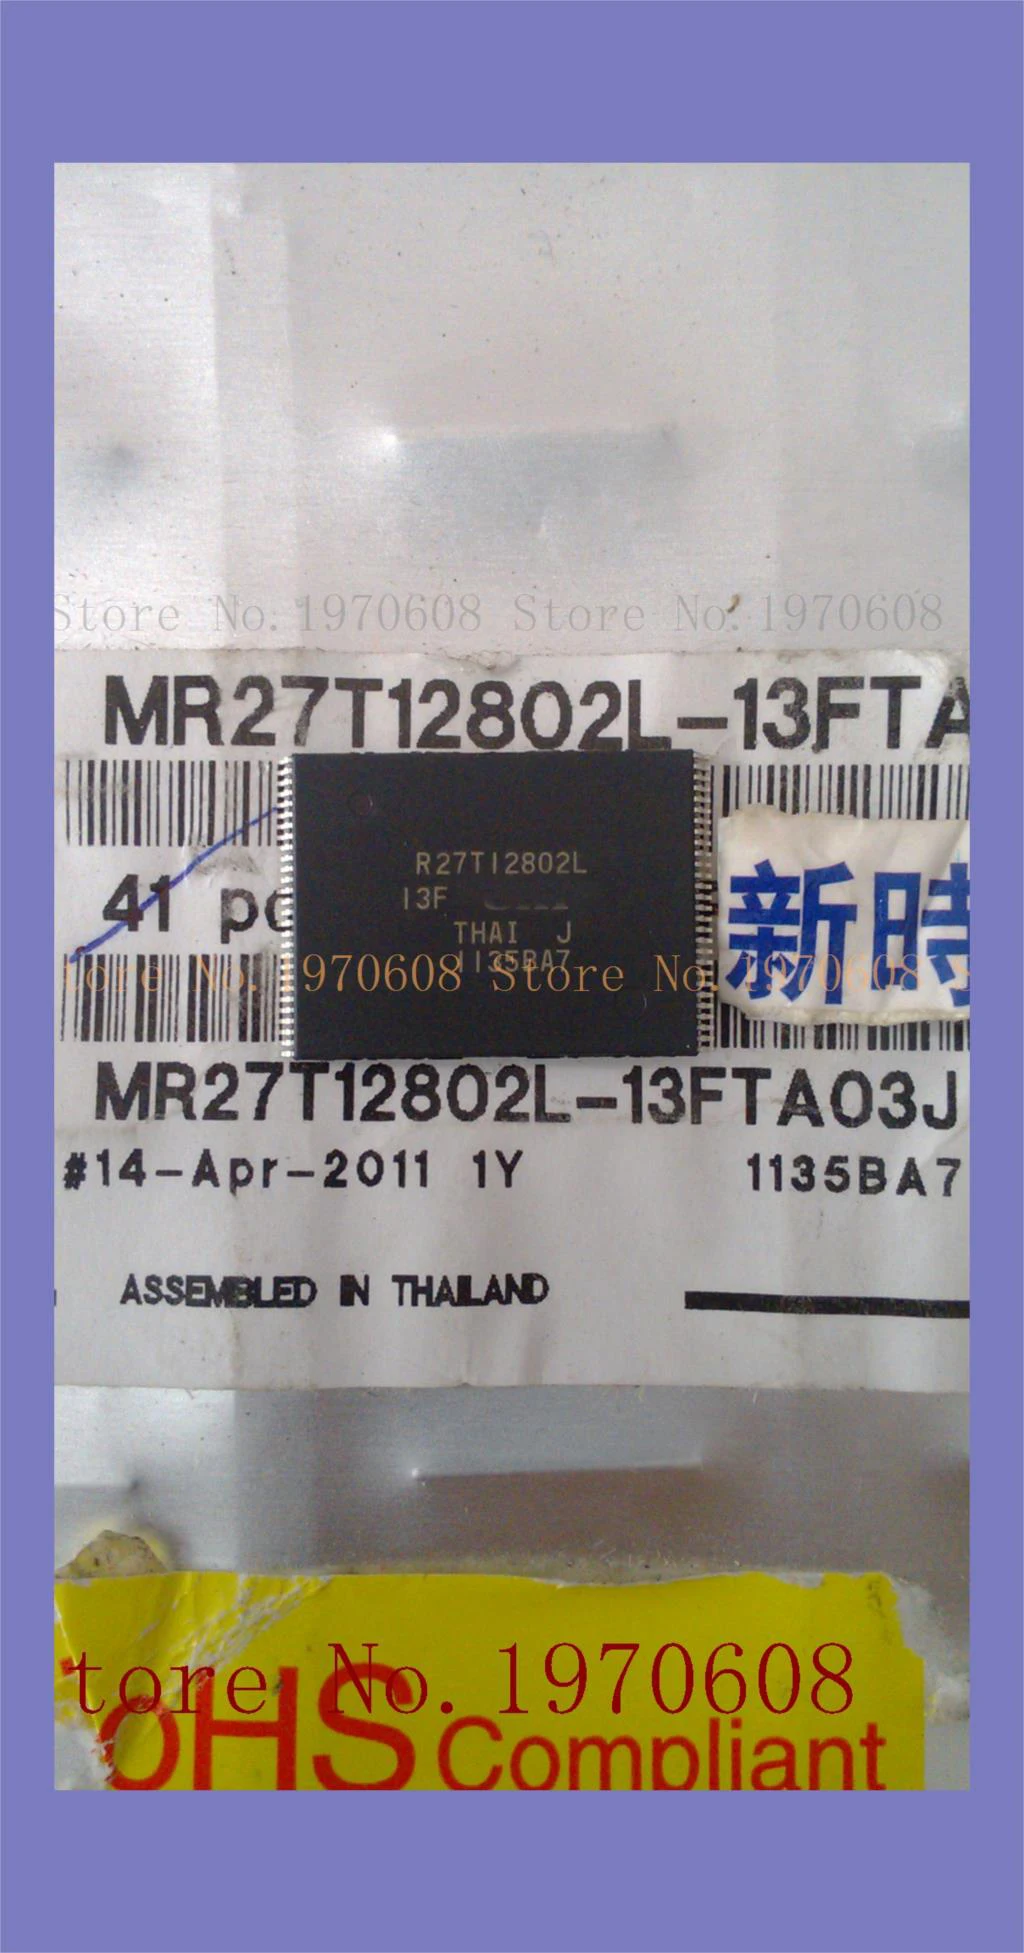 Store No.1970608 Store No.1970608
MR27T12802L-13FTA
R27T12802L
13F
THAI J
1135BA7
41
新時
tore No.1970608 Store No.1970608 S
MR27T12802L-13FTA03J
#14-Apr-2011 1Y 1135BA7
ASSEMBLED IN THAILAND
tore No.1970608
oHS Compliant